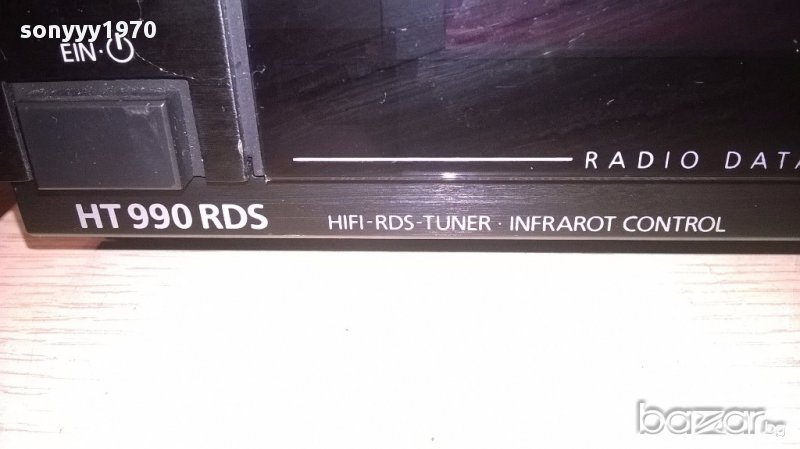 sonyyy1970
EIN·
RADIO DATA
HT 990 RDS
HIFI-RDS-TUNER · INFRAROT CONTROL
bazar.bg